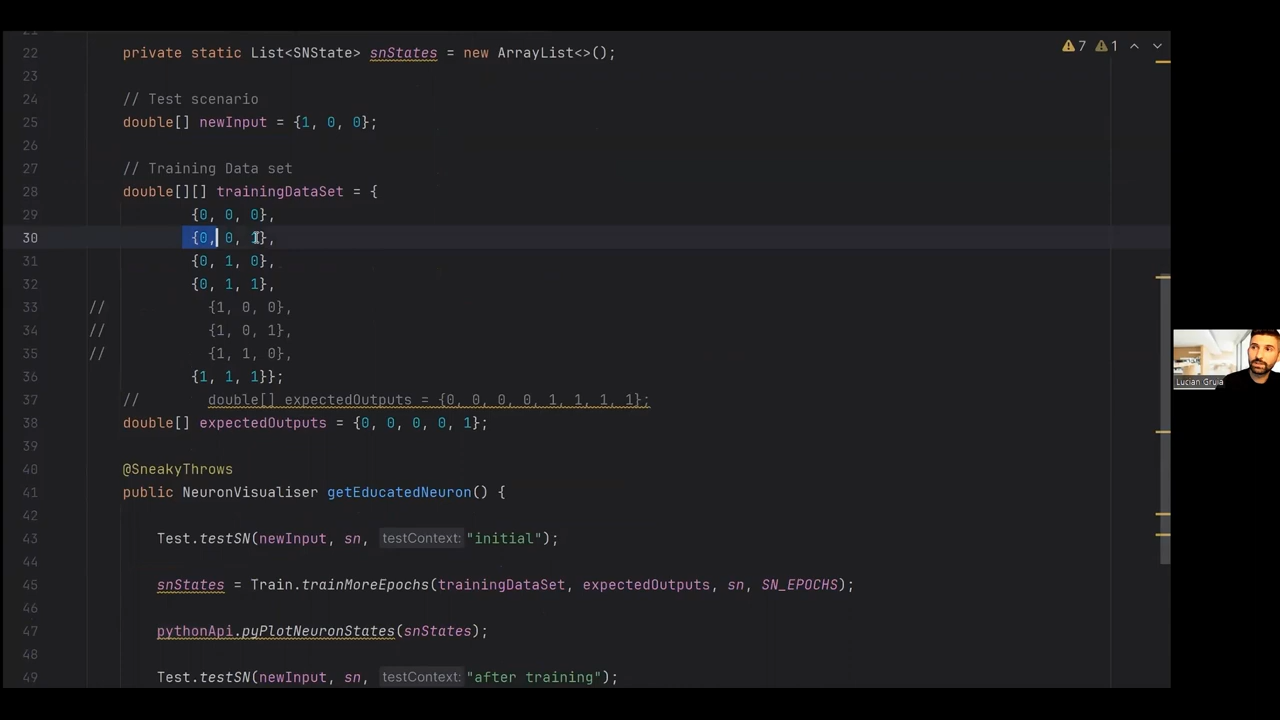 22 private static List<SNState> snStates = new ArrayList<>();
7 1
23
24 // Test scenario
25 double[] newInput = {1, 0, 0};
26
27 // Training Data set
28 double[][] trainingDataSet = {
29 {0, 0, 0},
30 {0, 0, 1},
31 {0, 1, 0},
32 {0, 1, 1},
33 // {1, 0, 0},
34 // {1, 0, 1},
35 // {1, 1, 0},
36 {1, 1, 1}};
37 // double[] expectedOutputs = {0, 0, 0, 0, 1, 1, 1, 1};
38 double[] expectedOutputs = {0, 0, 0, 0, 1};
39
40 @SneakyThrows
41 public NeuronVisualiser getEducatedNeuron() {
42
43 Test.testSN(newInput, sn, testContext: "initial");
44
45 snStates = Train.trainMoreEpochs(trainingDataSet, expectedOutputs, sn, SN_EPOCHS);
46
47 pythonApi.pyPlotNeuronStates(snStates);
48
49 Test.testSN(newInput, sn, testContext: "after training");
Lucian Gruia